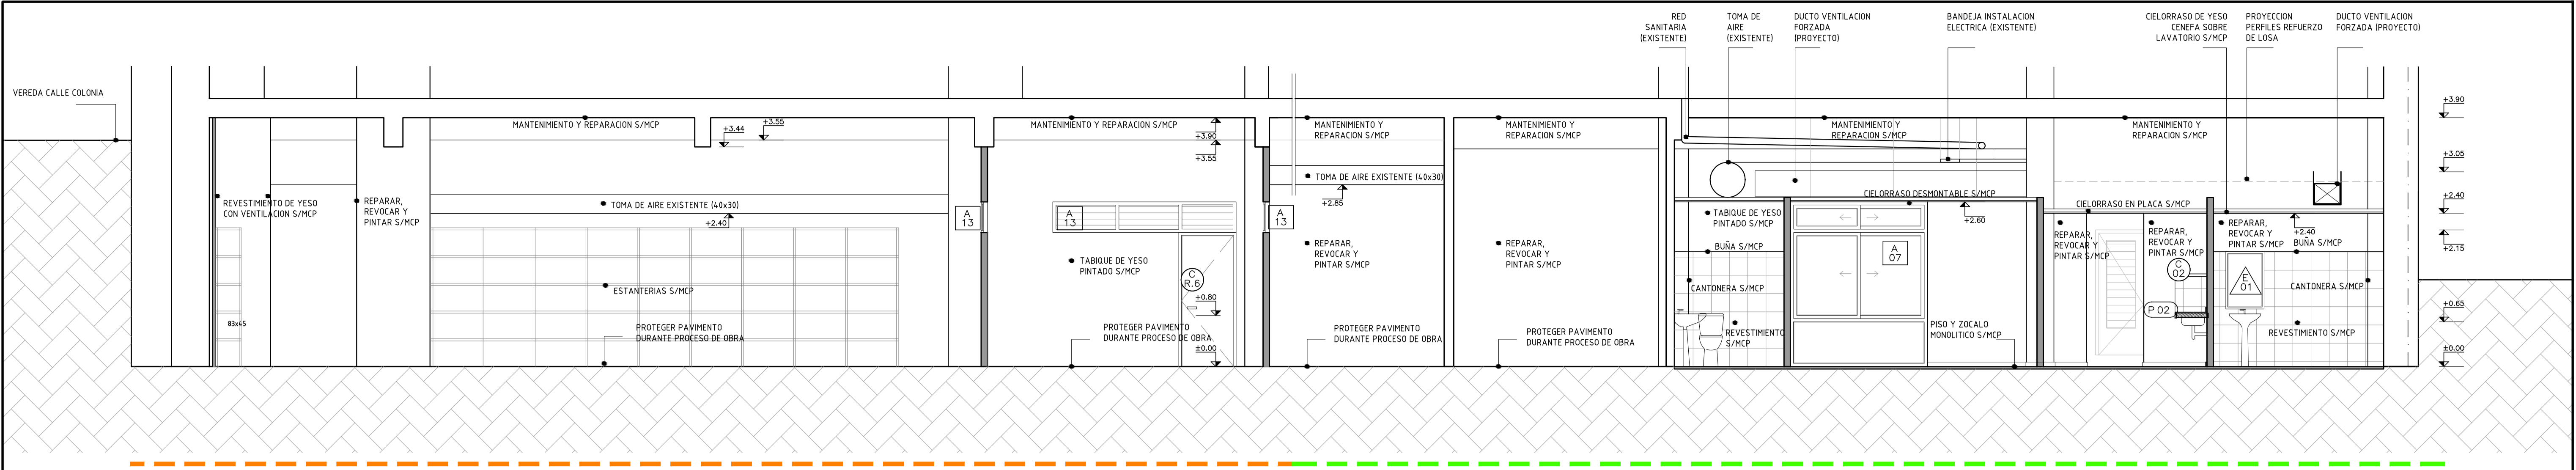 VEREDA CALLE COLONIA
RED
SANITARIA
(EXISTENTE)
TOMA DE
AIRE
(EXISTENTE)
DUCTO VENTILACION
FORZADA
(PROYECTO)
BANDEJA INSTALACION
ELECTRICA (EXISTENTE)
CIELORRASO DE YESO
CENEFA SOBRE
LAVATORIO S/MCP
PROYECCION
PERFILES REFUERZO
DE LOSA
DUCTO VENTILACION
FORZADA (PROYECTO)
MANTENIMIENTO Y REPARACION S/MCP
+3.44
+3.55
MANTENIMIENTO Y REPARACION S/MCP
+3.90
+3.55
MANTENIMIENTO Y
REPARACION S/MCP
MANTENIMIENTO Y
REPARACION S/MCP
MANTENIMIENTO Y
REPARACION S/MCP
MANTENIMIENTO Y
REPARACION S/MCP
+3.90
+3.05
+2.40
+2.15
+0.65
±0.00
REVESTIMIENTO DE YESO
CON VENTILACION S/MCP
REPARAR,
REVOCAR Y
PINTAR S/MCP
TOMA DE AIRE EXISTENTE (40x30)
+2.40
A
13
A
13
A
13
TOMA DE AIRE EXISTENTE (40x30)
+2.85
TABIQUE DE YESO
PINTADO S/MCP
C
R.6
+0.80
±0.00
ESTANTERIAS S/MCP
83x45
PROTEGER PAVIMENTO
DURANTE PROCESO DE OBRA
PROTEGER PAVIMENTO
DURANTE PROCESO DE OBRA
REPARAR,
REVOCAR Y
PINTAR S/MCP
PROTEGER PAVIMENTO
DURANTE PROCESO DE OBRA
REPARAR,
REVOCAR Y
PINTAR S/MCP
PROTEGER PAVIMENTO
DURANTE PROCESO DE OBRA
CIELORRASO DESMONTABLE S/MCP
+2.60
TABIQUE DE YESO
PINTADO S/MCP
BUÑA S/MCP
CANTONERA S/MCP
REVESTIMIENTO
S/MCP
A
07
PISO Y ZOCALO
MONOLITICO S/MCP
CIELORRASO EN PLACA S/MCP
REPARAR,
REVOCAR Y
PINTAR S/MCP
REPARAR,
REVOCAR Y
PINTAR S/MCP
C
02
P 02
REPARAR,
REVOCAR Y
PINTAR S/MCP
+2.40
BUÑA S/MCP
E
01
CANTONERA S/MCP
REVESTIMIENTO S/MCP